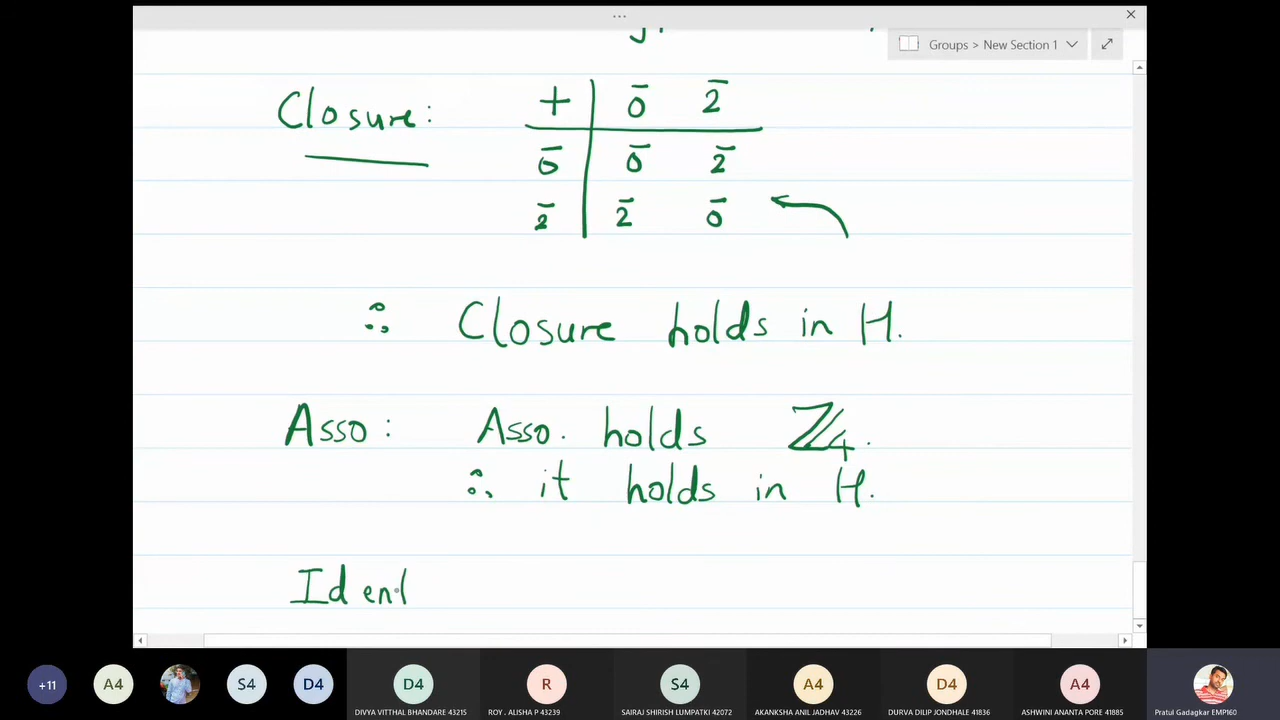 Groups > New Section 1
Closure: + 0̄ 2̄
0̄ 0̄ 2̄
2̄ 2̄ 0̄
∴ Closure holds in H.
Asso: Asso. holds ℤ4.
∴ it holds in H.
Ident
+11 A4 S4 D4 D4 R S4 A4 D4 A4
DIVYA VITTHAL BHANDARE 43215 ROY . ALISHA P 43239 SAIRAJ SHIRISH LUMPATKI 42072 AKANKSHA ANIL JADHAV 43226 DURVA DILIP JONDHALE 41836 ASHWINI ANANTA PORE 41885 Pratul Gadagkar EMP160